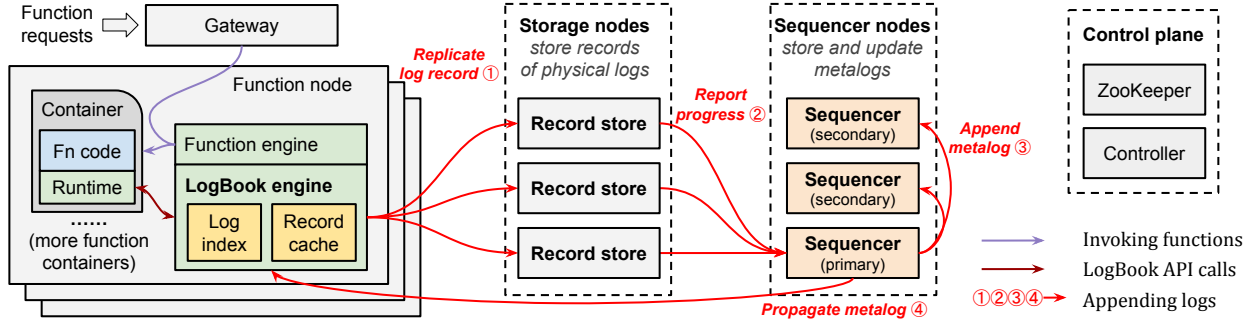 Function
requests
Gateway
Function node
Container
Fn code
Runtime
......
(more function
containers)
Function engine
LogBook engine
Log
index
Record
cache
Replicate
log record ①
Storage nodes
store records
of physical logs
Record store
Record store
Record store
Report
progress ②
Sequencer nodes
store and update
metalogs
Sequencer
(secondary)
Sequencer
(secondary)
Sequencer
(primary)
Append
metalog ③
Propagate metalog ④
Control plane
ZooKeeper
Controller
Invoking functions
LogBook API calls
①②③④ Appending logs